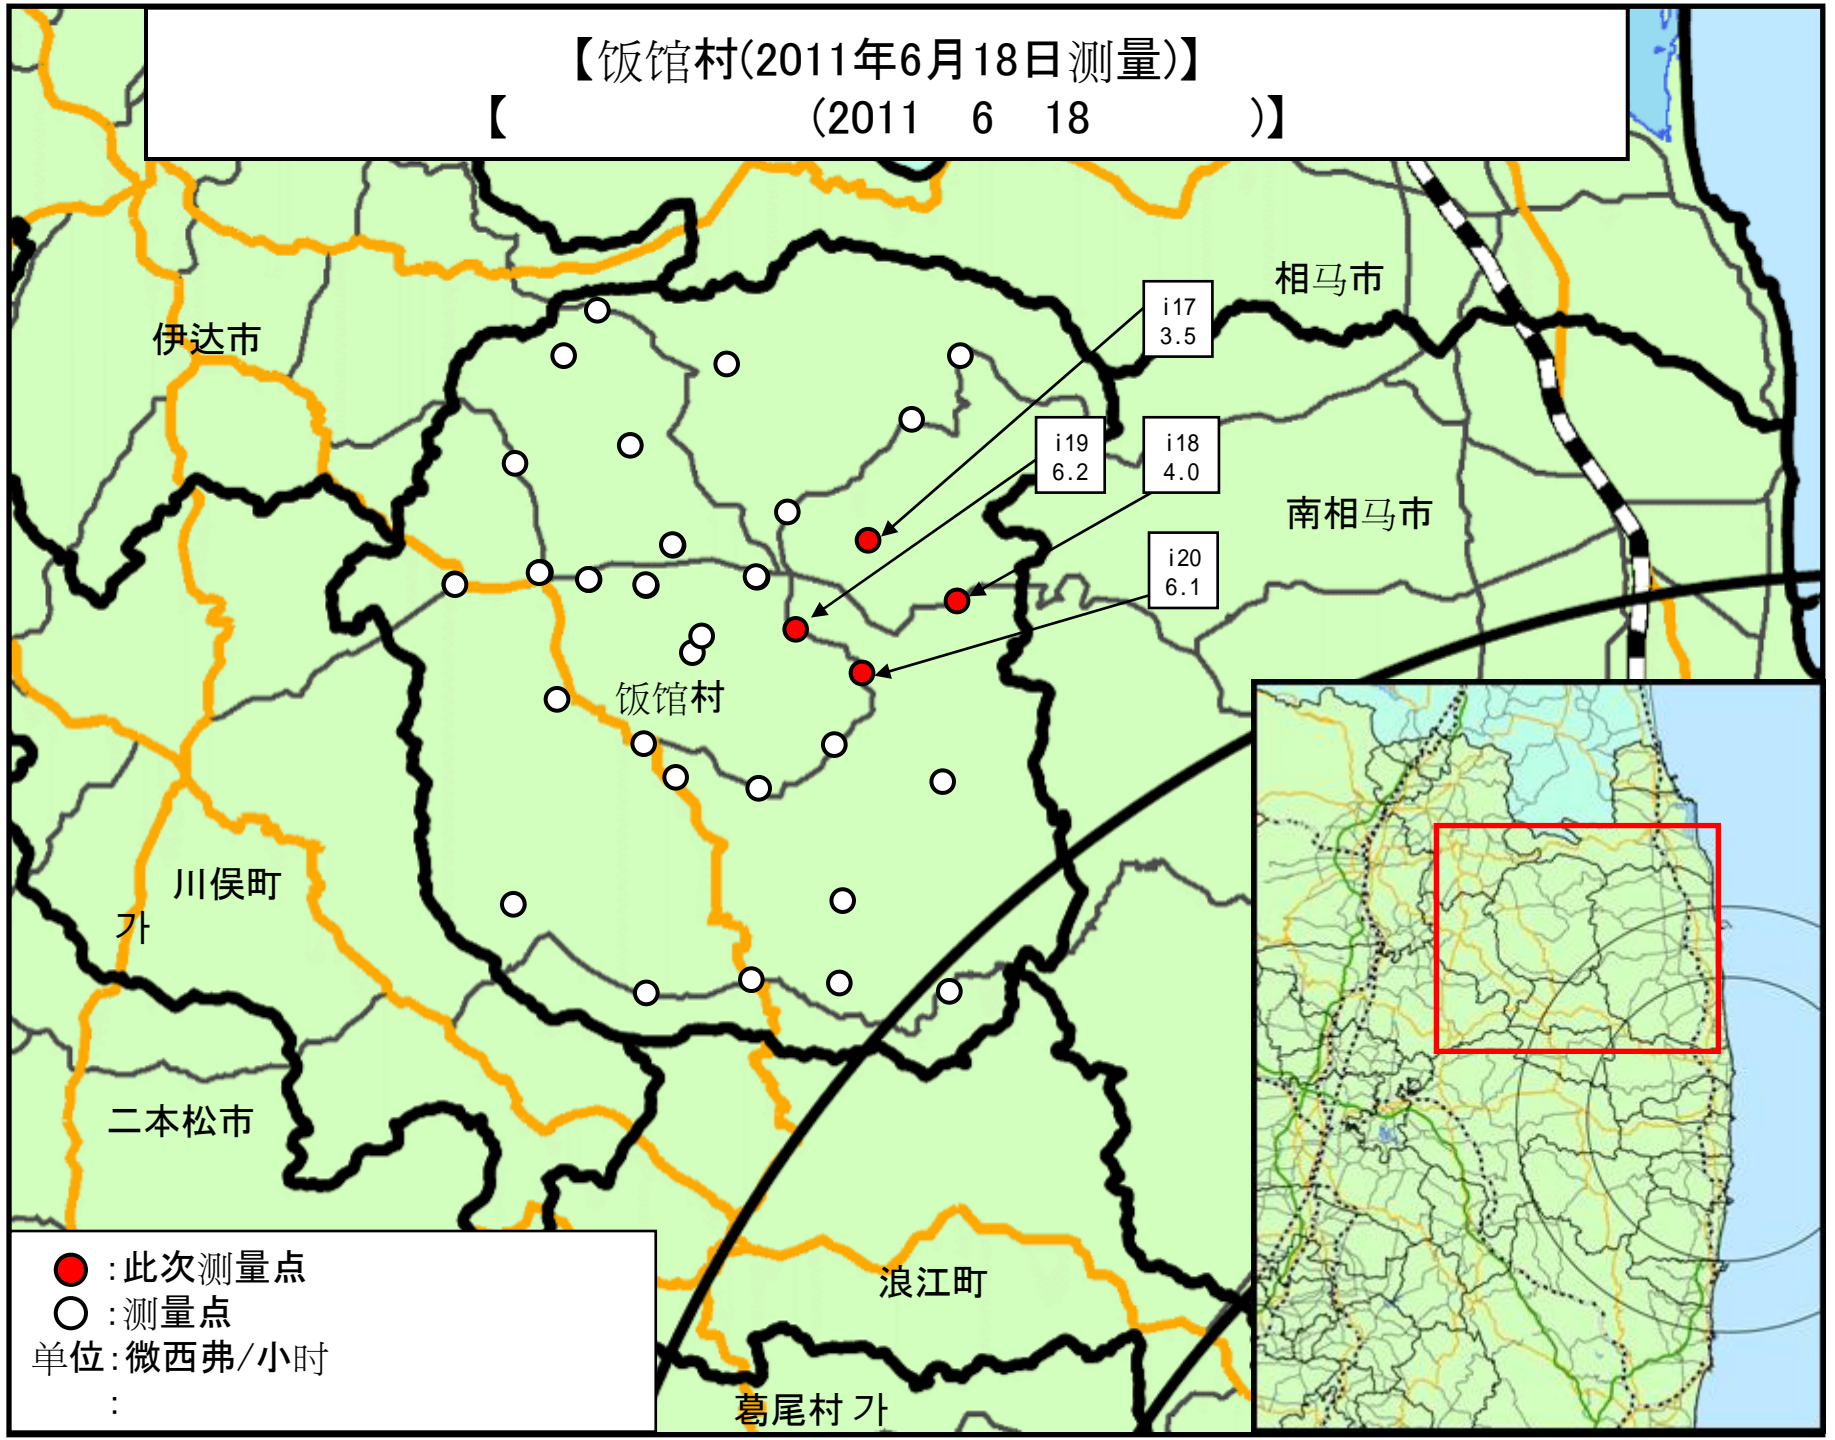 【饭馆村(2011年6月18日测量)】
【 (2011 6 18 )】
相马市
i17
3.5
伊达市
i19
6.2
i18
4.0
南相马市
i20
6.1
饭馆村
川俣町
가
二本松市
浪江町
葛尾村 가
:此次测量点
:测量点
单位:微西弗/小时
: